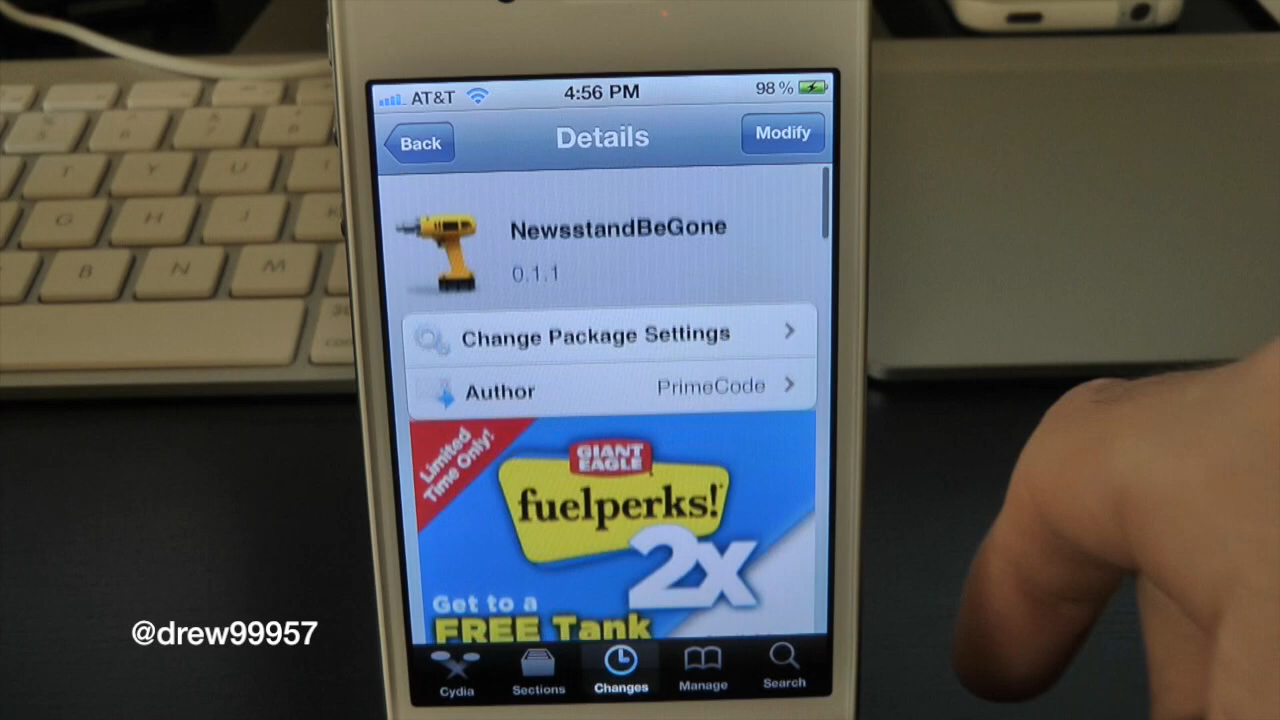 AT&T 4:56 PM 98 %
Back Details Modify
NewsstandBeGone
0.1.1
Change Package Settings
Author PrimeCode
Limited
Time Only!
GIANT
EAGLE
fuelperks!
2X
Get to a
FREE Tank
Cydia Sections Changes Manage Search
@drew99957
T Y U
G H J
B N M